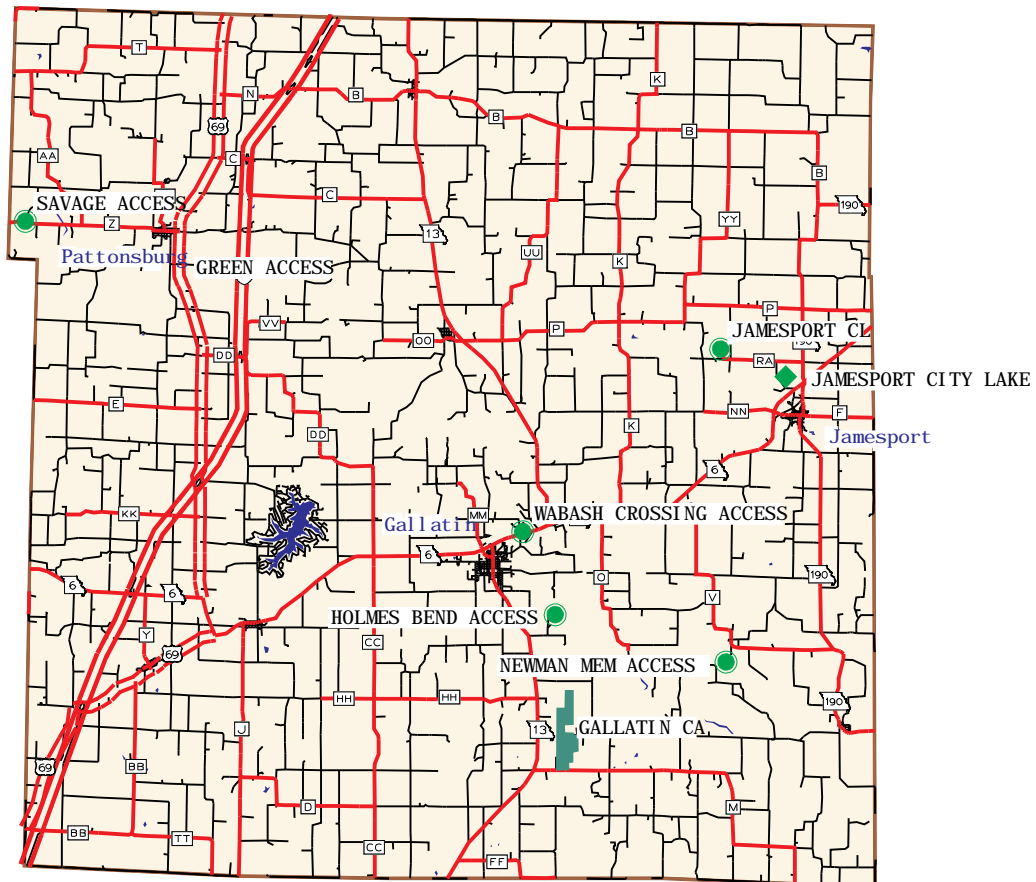 T
K
N
B
B
69
B
AA
C
B
C
SAVAGE ACCESS
190
Z
YY
13
Pattonsburg
UU
GREEN ACCESS
K
P
VV
P
JAMESPORT CL
OO
190
DD
RA
JAMESPORT CITY LAKE
E
NN
F
K
DD
Jamesport
6
KK
MM
WABASH CROSSING ACCESS
Gallatin
6
6
O
190
6
V
HOLMES BEND ACCESS
Y
CC
69
NEWMAN MEM ACCESS
HH
HH
190
J
13
GALLATIN CA
69
BB
D
M
BB
TT
CC
FF